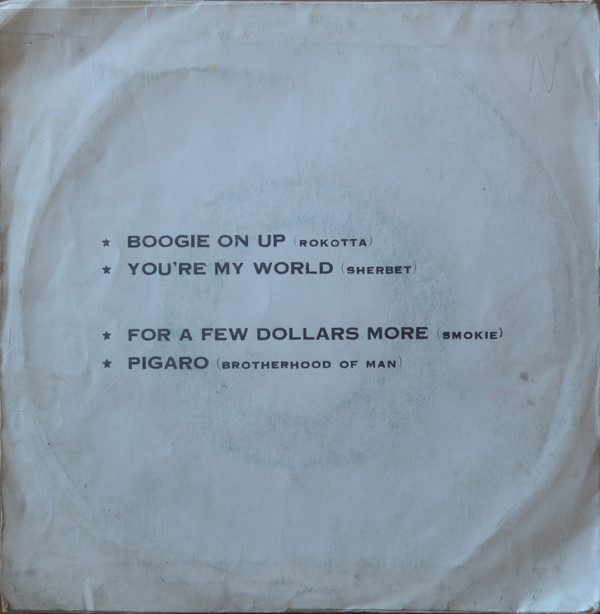 ★ BOOGIE ON UP (ROKOTTA)
★ YOU'RE MY WORLD (SHERBET)
★ FOR A FEW DOLLARS MORE (SMOKIE)
★ PIGARO (BROTHERHOOD OF MAN)
N